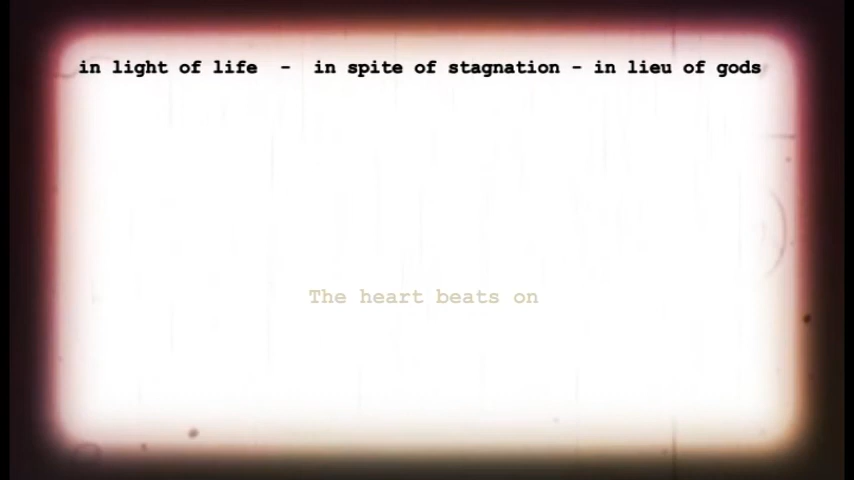 in light of life - in spite of stagnation - in lieu of gods
The heart beats on